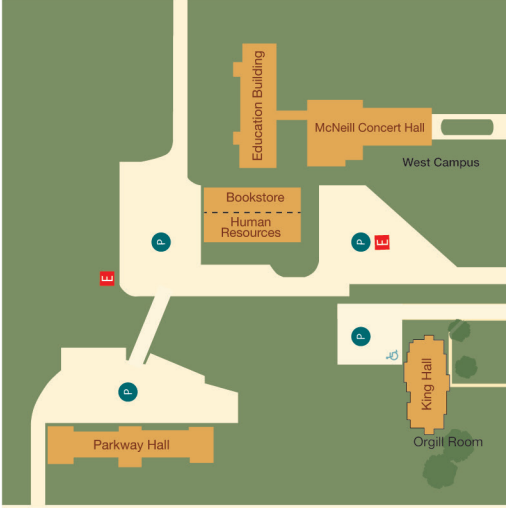 Education Building
McNeill Concert Hall
West Campus
Bookstore
Human
Resources
P
P
E
E
P
P
King Hall
Orgill Room
Parkway Hall